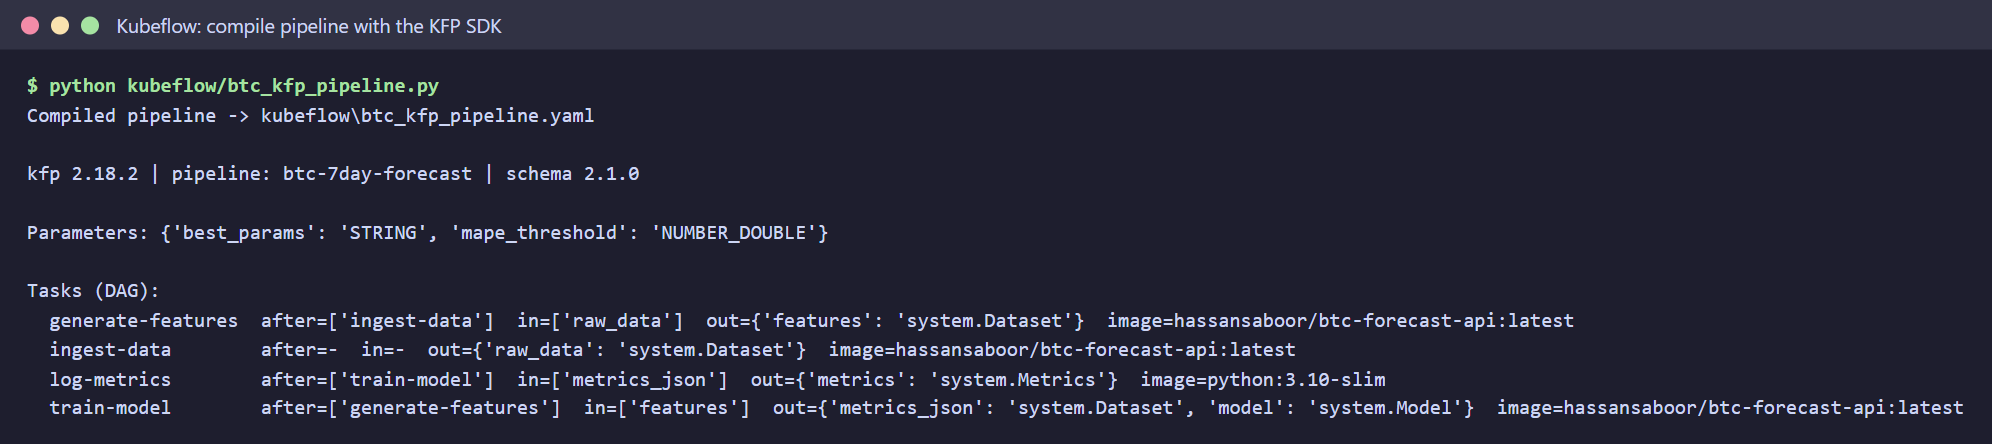 Kubeflow: compile pipeline with the KFP SDK
$ python kubeflow/btc_kfp_pipeline.py
Compiled pipeline -> kubeflow\btc_kfp_pipeline.yaml
kfp 2.18.2 | pipeline: btc-7day-forecast | schema 2.1.0
Parameters: {'best_params': 'STRING', 'mape_threshold': 'NUMBER_DOUBLE'}
Tasks (DAG):
  generate-features  after=['ingest-data']  in=['raw_data']  out={'features': 'system.Dataset'}  image=hassansaboor/btc-forecast-api:latest
  ingest-data        after=-  in=-  out={'raw_data': 'system.Dataset'}  image=hassansaboor/btc-forecast-api:latest
  log-metrics        after=['train-model']  in=['metrics_json']  out={'metrics': 'system.Metrics'}  image=python:3.10-slim
  train-model        after=['generate-features']  in=['features']  out={'metrics_json': 'system.Dataset', 'model': 'system.Model'}  image=hassansaboor/btc-forecast-api:latest